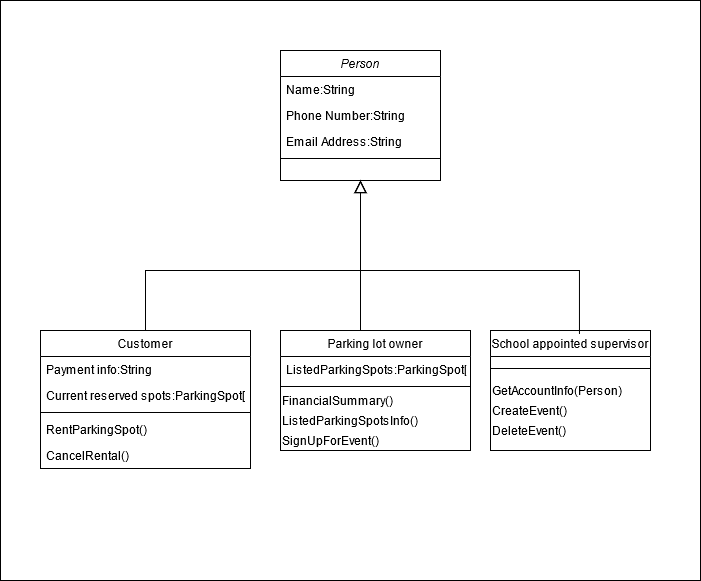 Person
Name:String
Phone Number:String
Email Address:String
Customer
Payment info:String
Current reserved spots:ParkingSpot[
RentParkingSpot()
CancelRental()
Parking lot owner
ListedParkingSpots:ParkingSpot[
FinancialSummary()
ListedParkingSpotsInfo()
SignUpForEvent()
School appointed supervisor
GetAccountInfo(Person)
CreateEvent()
DeleteEvent()